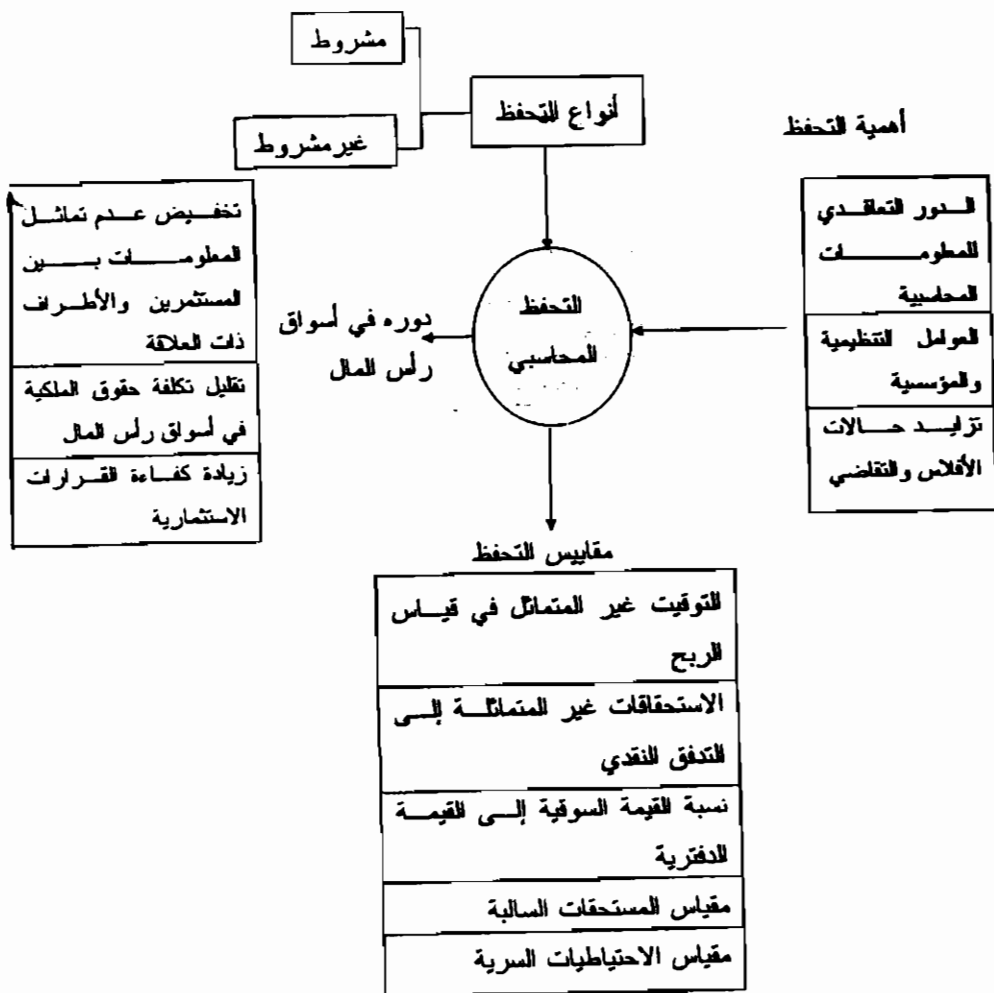 مشروط
أنواع التحفظ
غير مشروط
أهمية التحفظ
الدور التعاقدي
للمعلومات
المحاسبية
العوامل التنظيمية
والمؤسسية
تزايد حالات
الأفلاس والتقاضي
التحفظ
المحاسبي
دوره في أسواق
رأس المال
تخفيض عدم تماثل
المعلومات بين
المستثمرين والأطراف
ذات العلاقة
تقليل تكلفة حقوق الملكية
في أسواق رأس المال
زيادة كفاءة القرارات
الاستثمارية
مقاييس التحفظ
التوقيت غير المتماثل في قياس
الربح
الاستحقاقات غير المتماثلة إلى
التدفق النقدي
نسبة القيمة السوقية إلى القيمة
الدفترية
مقياس المستحقات السالبة
مقياس الاحتياطيات السرية